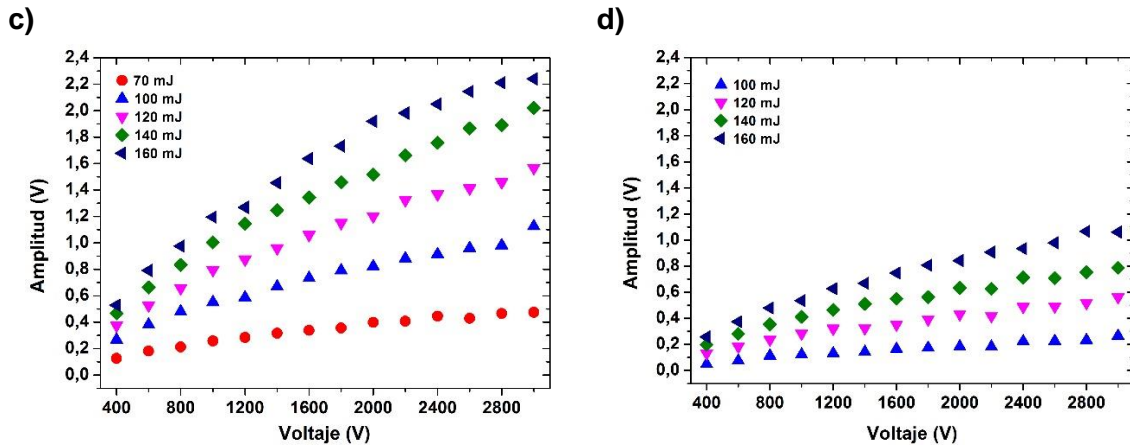 c)
2,4
2,2
2,0
1,8
1,6
1,4
1,2
1,0
0,8
0,6
0,4
0,2
0,0
Amplitud (V)
70 mJ
100 mJ
120 mJ
140 mJ
160 mJ
400 800 1200 1600 2000 2400 2800
Voltaje (V)
d)
2,4
2,2
2,0
1,8
1,6
1,4
1,2
1,0
0,8
0,6
0,4
0,2
0,0
Amplitud (V)
100 mJ
120 mJ
140 mJ
160 mJ
400 800 1200 1600 2000 2400 2800
Voltaje (V)